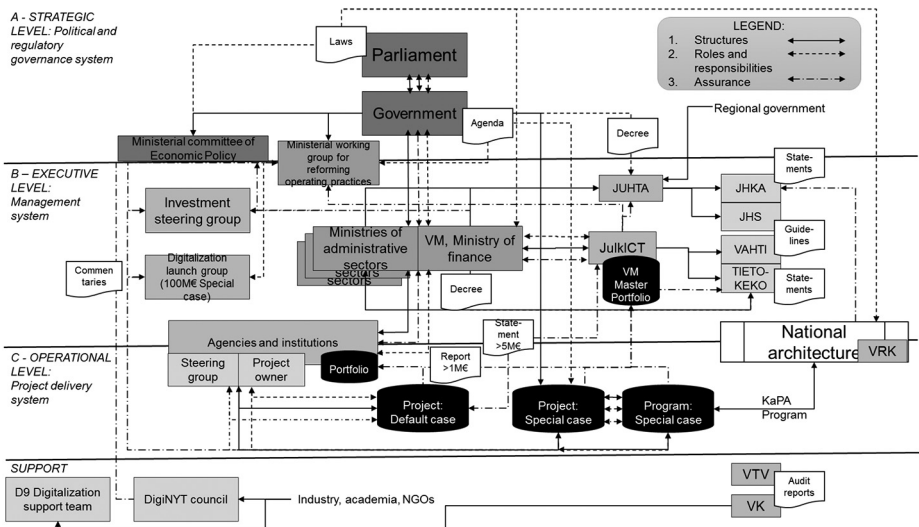 A - STRATEGIC
LEVEL: Political and
regulatory
governance system)
Laws
Parliament
Government
Agenda
Ministerial committee of
Economic Policy
Ministerial working
group for
reforming
operating practices
Decree
Regional government
LEGEND:
1. Structures
2. Roles and
responsibilities
3. Assurance
B – EXECUTIVE
LEVEL:
Management
system)
Investment
steering group
Digitalization
launch group
(100M€ Special
case)
Commen
taries
Ministries of
administrative
sectors
sectors
sectors
VM, Ministry of
finance
Decree
JUHTA
JulkICT
VM
Master
Portfolio
JHKA
JHS
VAHTI
TIETO-
KEKO
State-
ments
Guide-
lines
State-
ments
National
architecture
VRK
C - OPERATIONAL
LEVEL:
Project delivery
system)
Agencies and institutions
Steering
group
Project
owner
Portfolio
State-
ment
>5M€
Report
>1M€
Project:
Default case
Project:
Special case
Program:
Special case
KaPA
Program
SUPPORT
D9 Digitalization
support team
DigiNYT council
Industry, academia, NGOs
VTV
VK
Audit
reports